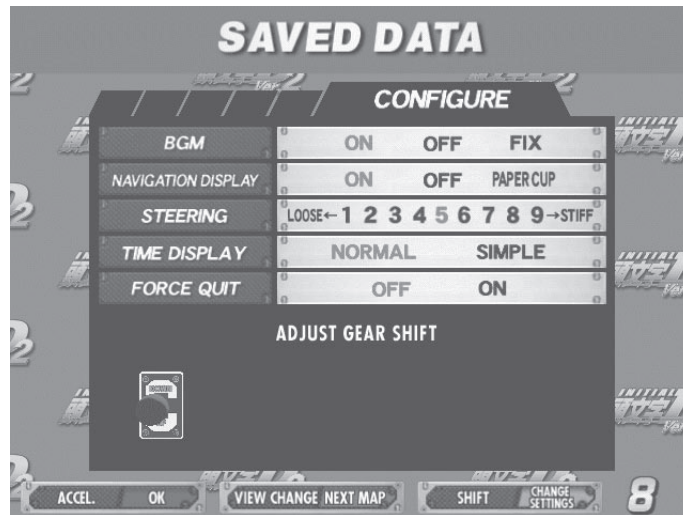 SAVED DATA
CONFIGURE
BGM ON OFF FIX
NAVIGATION DISPLAY ON OFF PAPER CUP
STEERING LOOSE←1 2 3 4 5 6 7 8 9→STIFF
TIME DISPLAY NORMAL SIMPLE
FORCE QUIT OFF ON
ADJUST GEAR SHIFT
ACCEL. OK VIEW CHANGE NEXT MAP SHIFT CHANGE SETTINGS 8